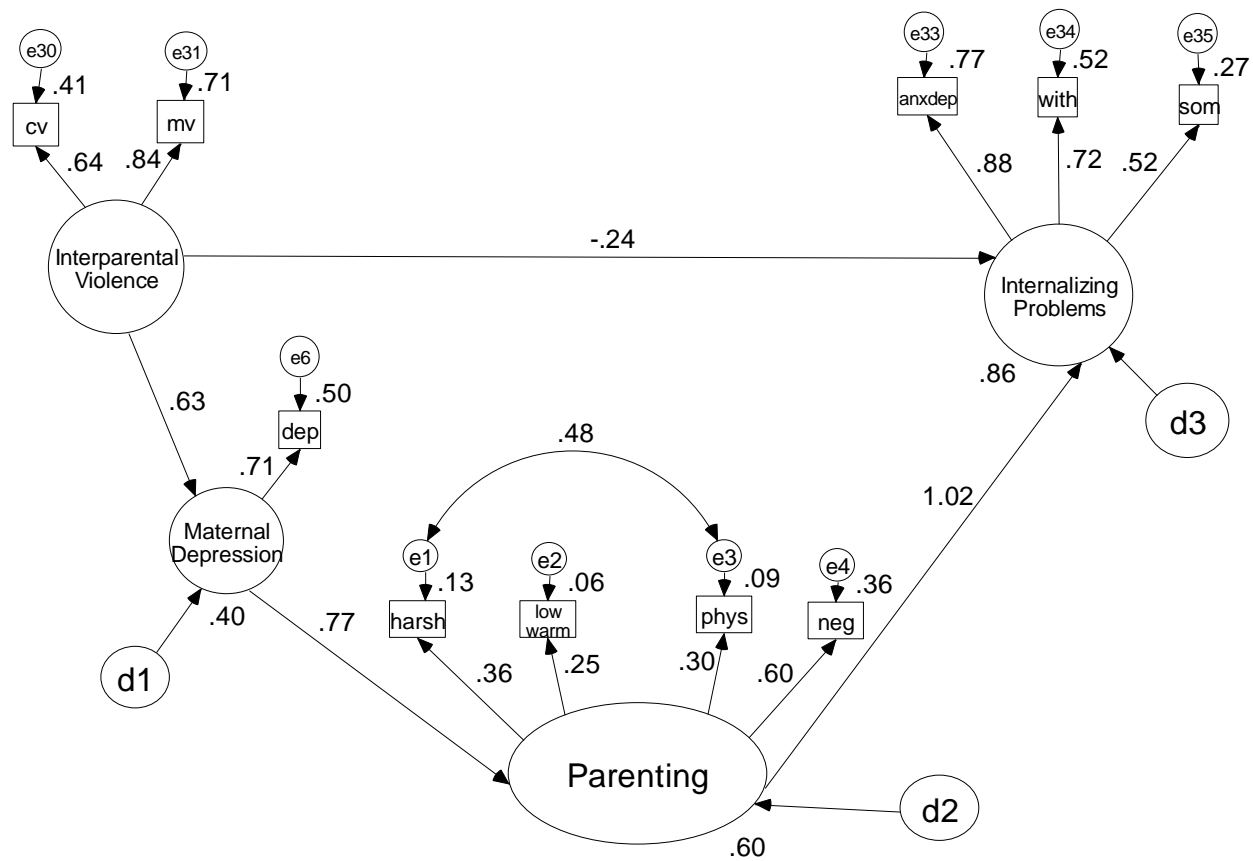 e30
e31
.41
.71
cv
mv
.64
.84
Interparental
Violence
e33
e34
e35
.77
.52
.27
anxdep
with
som
.88
.72
.52
-.24
Internalizing
Problems
.86
d3
.63
e6
.50
dep
.71
Maternal
Depression
.40
d1
.77
.48
1.02
e1
e2
e3
e4
.13
.06
.09
.36
harsh
low
warm
phys
neg
.36
.25
.30
.60
Parenting
d2
.60